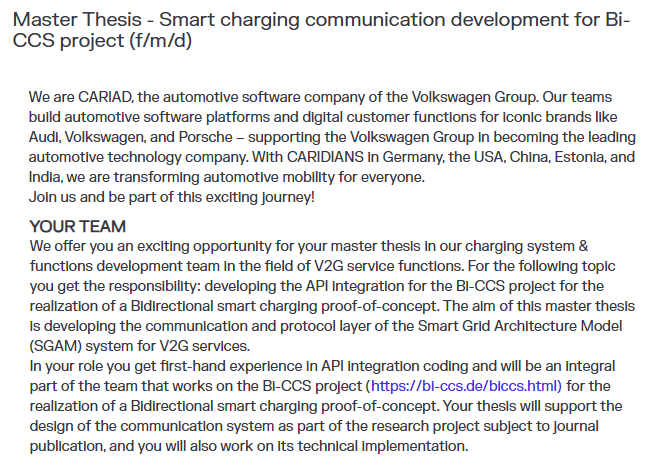 Master Thesis - Smart charging communication development for Bi-
CCS project (f/m/d)
We are CARIAD, the automotive software company of the Volkswagen Group. Our teams
build automotive software platforms and digital customer functions for iconic brands like
Audi, Volkswagen, and Porsche – supporting the Volkswagen Group in becoming the leading
automotive technology company. With CARIDIANS in Germany, the USA, China, Estonia, and
India, we are transforming automotive mobility for everyone.
Join us and be part of this exciting journey!
YOUR TEAM
We offer you an exciting opportunity for your master thesis in our charging system &
functions development team in the field of V2G service functions. For the following topic
you get the responsibility: developing the API integration for the Bi-CCS project for the
realization of a Bidirectional smart charging proof-of-concept. The aim of this master thesis
is developing the communication and protocol layer of the Smart Grid Architecture Model
(SGAM) system for V2G services.
In your role you get first-hand experience in API integration coding and will be an integral
part of the team that works on the Bi-CCS project (https://bi-ccs.de/biccs.html) for the
realization of a Bidirectional smart charging proof-of-concept. Your thesis will support the
design of the communication system as part of the research project subject to journal
publication, and you will also work on its technical implementation.